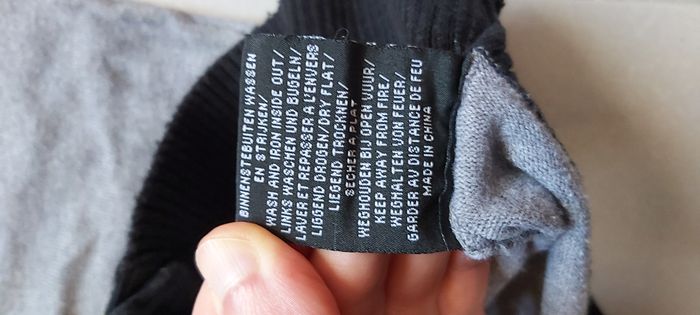 BINNENSTEBUITEN WASSEN
EN STRIJKEN/
WASH AND IRON INSIDE OUT/
LINKS WASCHEN UND BUGELN/
LAVER ET REPASSER A L'ENVERS
LIGGEND DROGEN/DRY FLAT/
LIEGEND TROCKNEN/
SECHER A PLAT
WEGHOUDEN BIJ OPEN VUUR/
KEEP AWAY FROM FIRE/
WEGHALTEN VON FEUER/
GARDER AU DISTANCE DE FEU
MADE IN CHINA